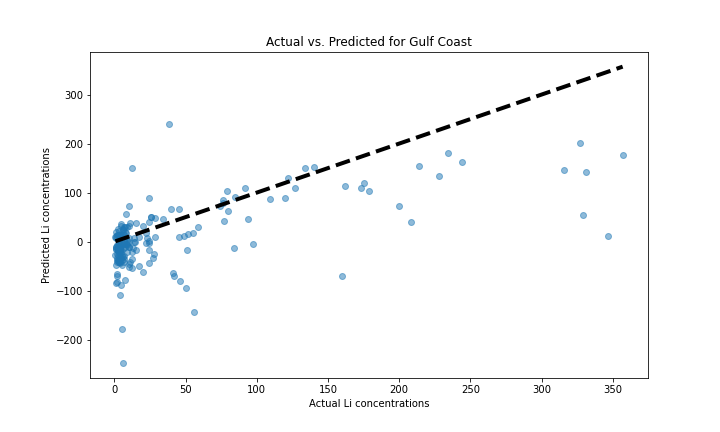 Actual vs. Predicted for Gulf Coast
Predicted Li concentrations
300
200
100
0
−100
−200
0 50 100 150 200 250 300 350
Actual Li concentrations